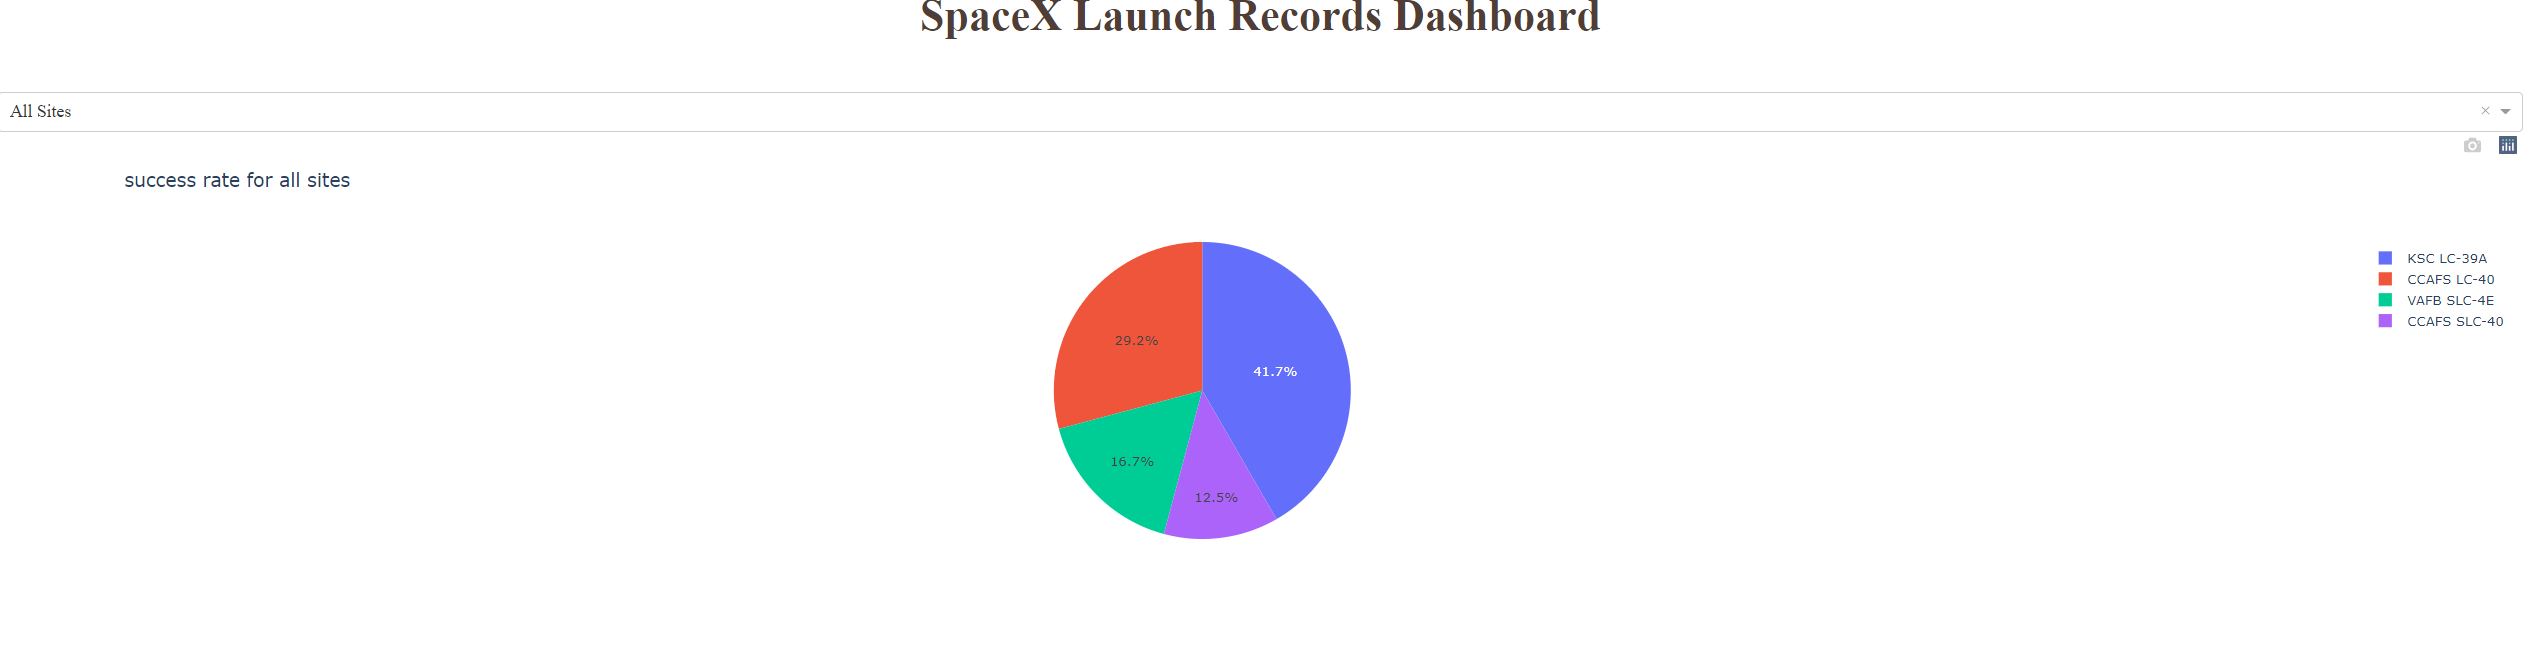 SpaceX Launch Records Dashboard
All Sites
success rate for all sites
KSC LC-39A
CCAFS LC-40
VAFB SLC-4E
CCAFS SLC-40
29.2%
41.7%
16.7%
12.5%